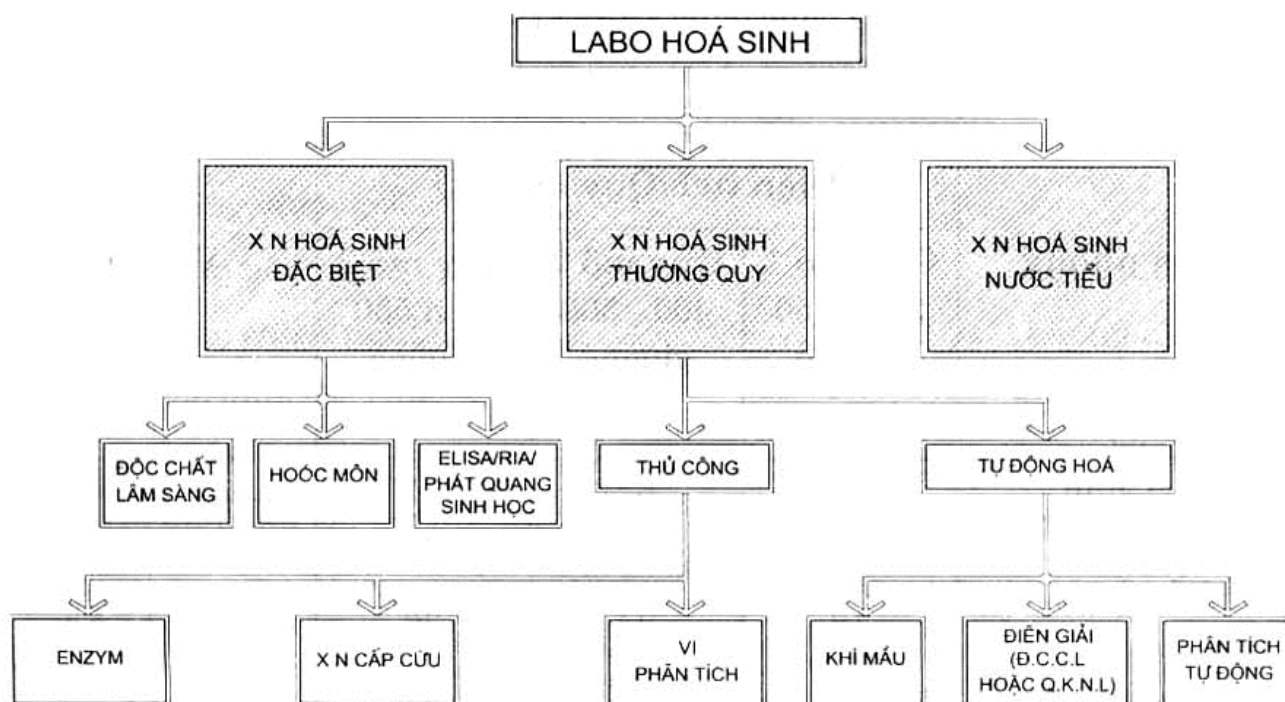 LABO HOÁ SINH
X N HOÁ SINH
ĐẶC BIỆT
X N HOÁ SINH
THƯỜNG QUY
X N HOÁ SINH
NƯỚC TIỂU
ĐỘC CHẤT
LÂM SÀNG
HOÓC MÔN
ELISA/RIA/
PHÁT QUANG
SINH HỌC
THỦ CÔNG
TỰ ĐỘNG HOÁ
ENZYM
X N CẤP CỨU
VI
PHÂN TÍCH
KHÍ MẦU
ĐIỆN GIẢI
(Đ.C.C.L
HOẶC Q.K.N.L)
PHÂN TÍCH
TỰ ĐỘNG